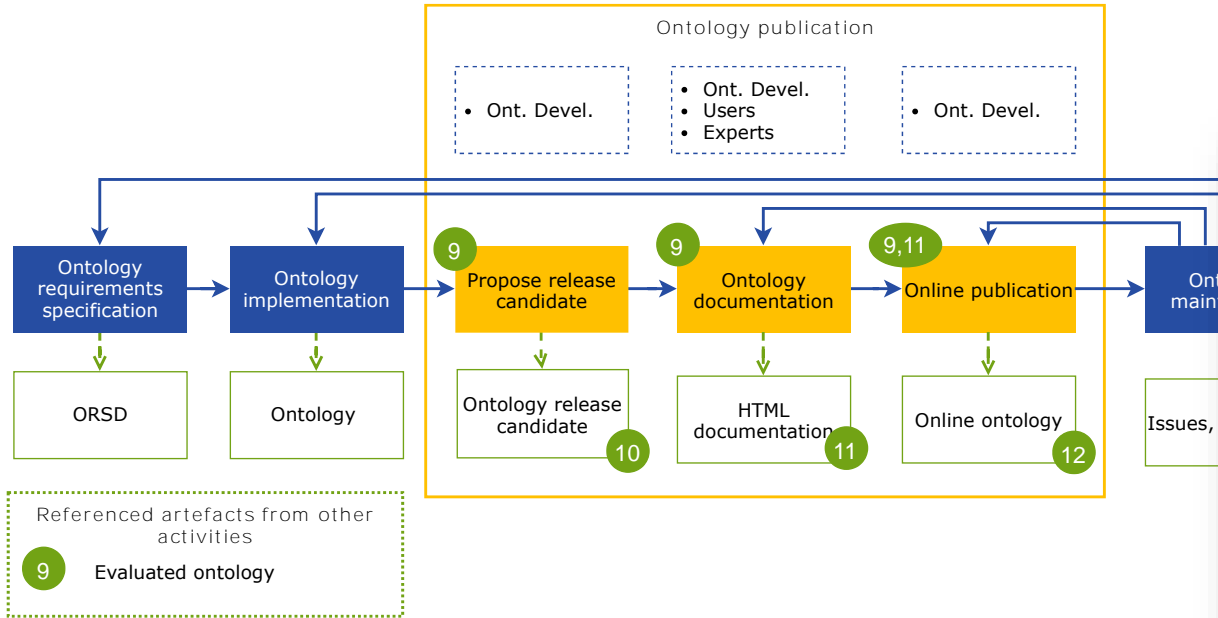 Ontology publication
• Ont. Devel.
• Ont. Devel.
• Users
• Experts
• Ont. Devel.
9
9
9,11
Ontology
requirements
specification
Ontology
implementation
Propose release
candidate
Ontology
documentation
Online publication
ORSD
Ontology
Ontology release
candidate
10
HTML
documentation
11
Online ontology
12
Issues,
Referenced artefacts from other
activities
9
Evaluated ontology